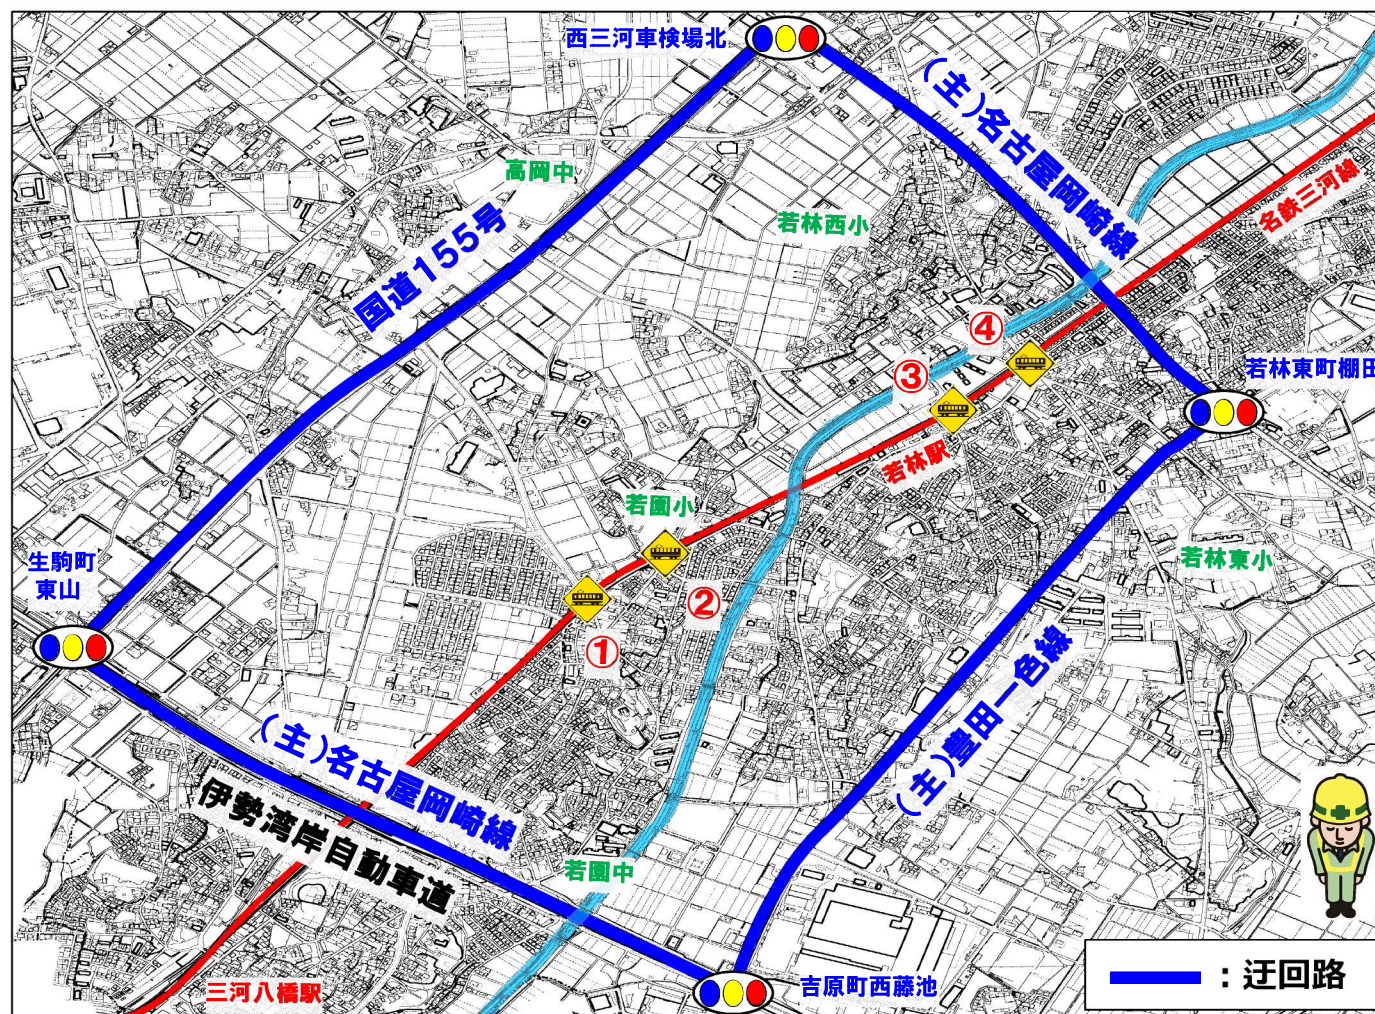 西三河車検場北
(主)名古屋岡崎線
高岡中
国道155号
若林西小
名鉄三河線
④
③
若林東町棚田
若林駅
若園小
生駒町
東山
②
①
若林東小
(主)豊田一色線
(主)名古屋岡崎線
伊勢湾岸自動車道
若園中
三河八橋駅
吉原町西藤池
：迂回路